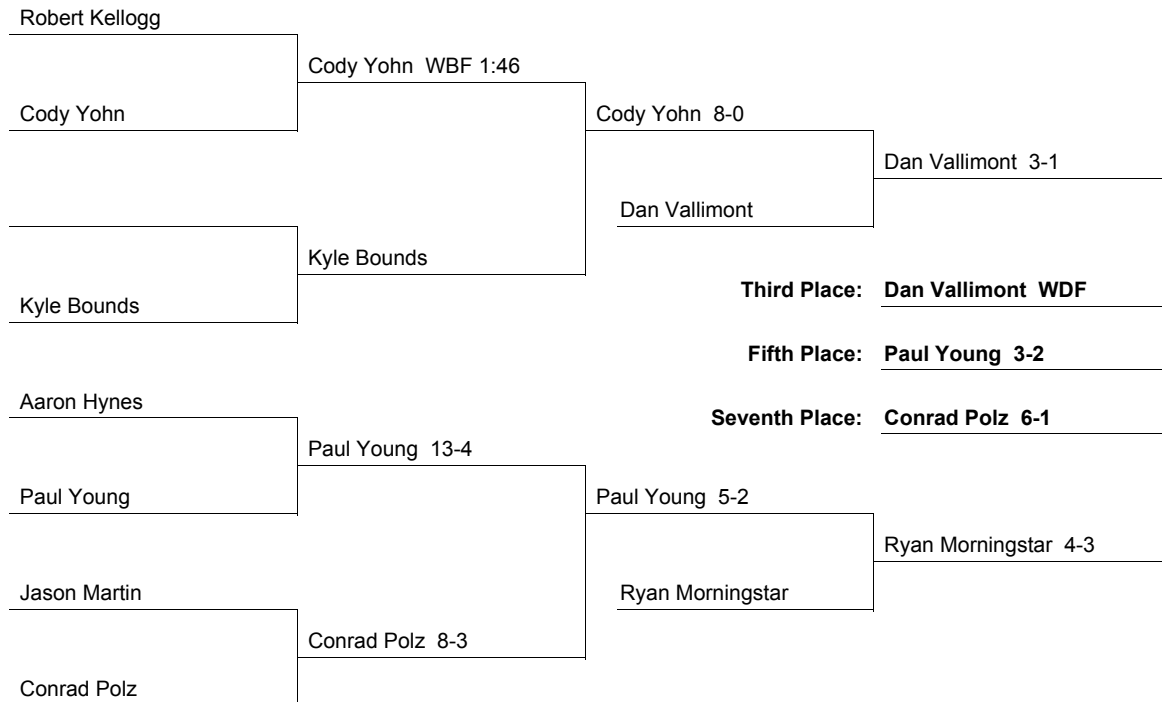 Robert Kellogg
Cody Yohn WBF 1:46
Cody Yohn
Cody Yohn 8-0
Dan Vallimont 3-1
Dan Vallimont
Kyle Bounds
Third Place: Dan Vallimont WDF
Kyle Bounds
Fifth Place: Paul Young 3-2
Aaron Hynes
Seventh Place: Conrad Polz 6-1
Paul Young 13-4
Paul Young
Paul Young 5-2
Ryan Morningstar 4-3
Jason Martin
Ryan Morningstar
Conrad Polz 8-3
Conrad Polz